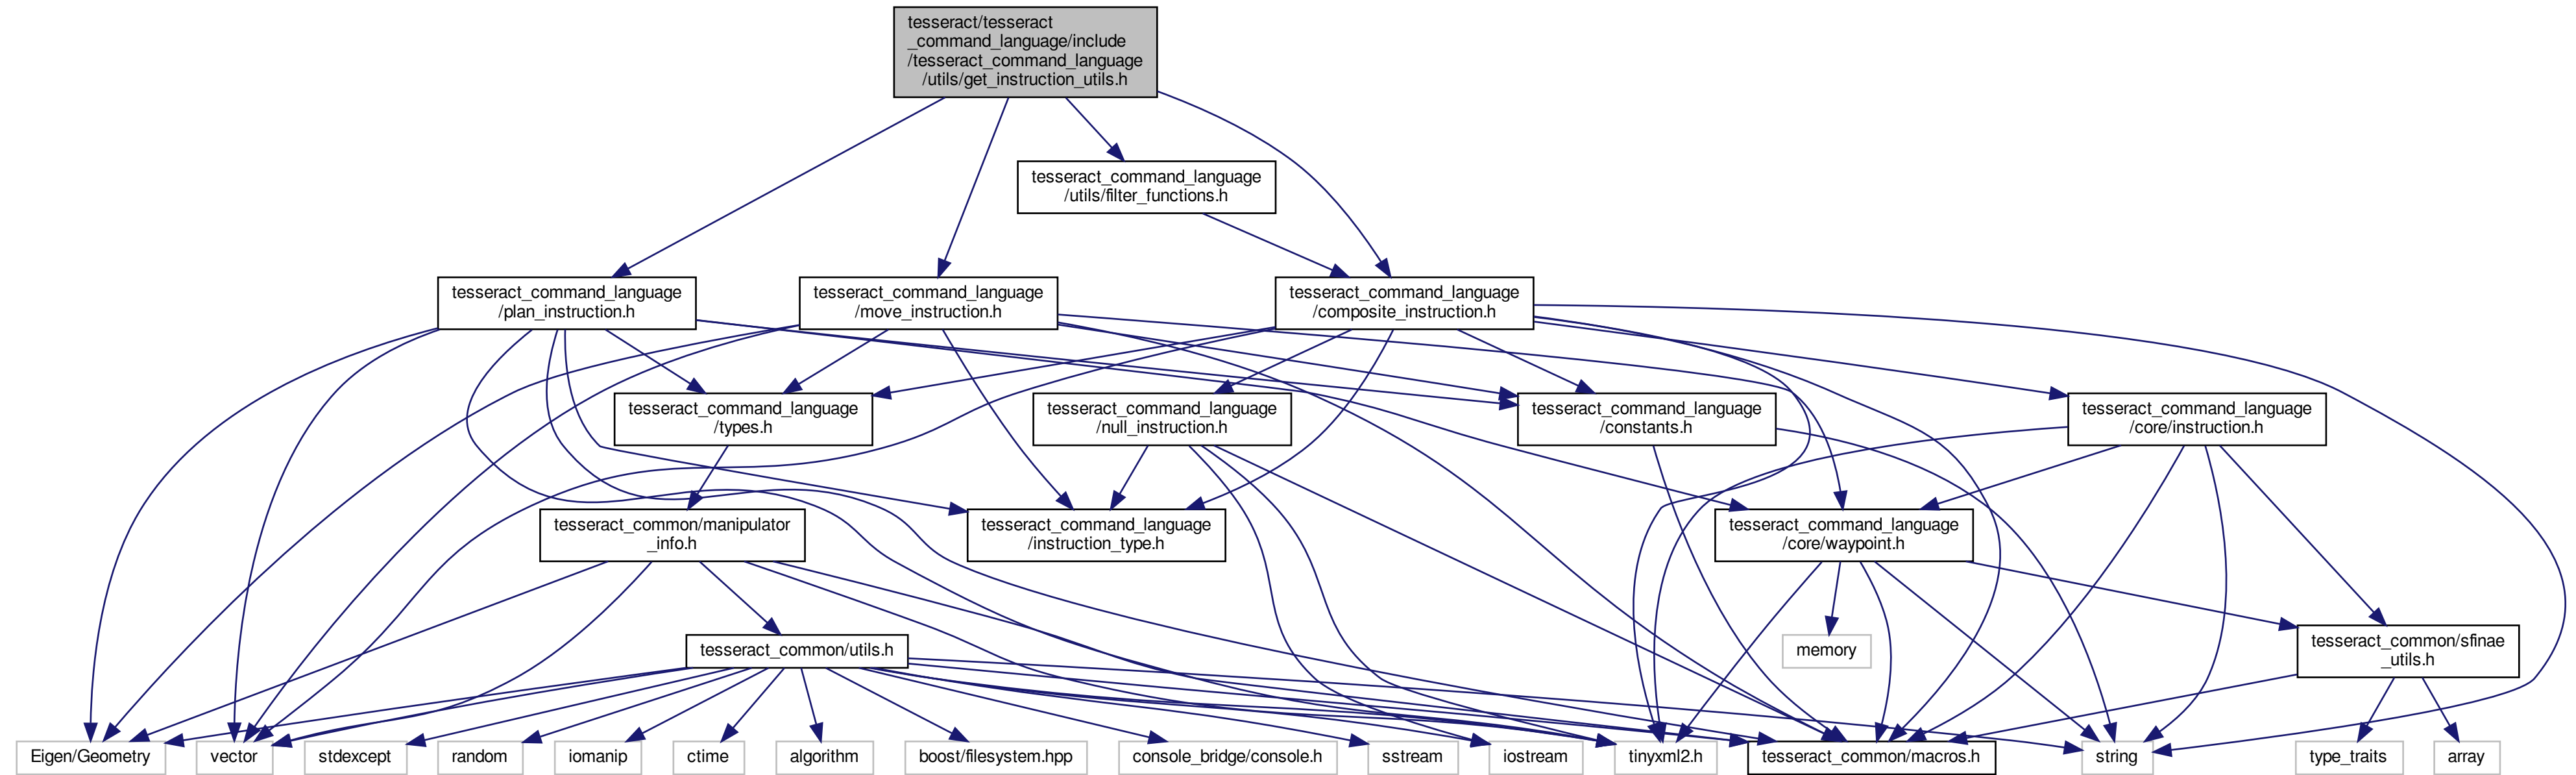 tesseract/tesseract
_command_language/include
/tesseract_command_language
/utils/get_instruction_utils.h
tesseract_command_language
/utils/filter_functions.h
tesseract_command_language
/plan_instruction.h
tesseract_command_language
/move_instruction.h
tesseract_command_language
/composite_instruction.h
tesseract_command_language
/types.h
tesseract_command_language
/null_instruction.h
tesseract_command_language
/constants.h
tesseract_command_language
/core/instruction.h
tesseract_common/manipulator
_info.h
tesseract_command_language
/instruction_type.h
tesseract_command_language
/core/waypoint.h
tesseract_common/utils.h
memory
tesseract_common/sfinae
_utils.h
Eigen/Geometry
vector
stdexcept
random
iomanip
ctime
algorithm
boost/filesystem.hpp
console_bridge/console.h
sstream
iostream
tinyxml2.h
tesseract_common/macros.h
string
type_traits
array